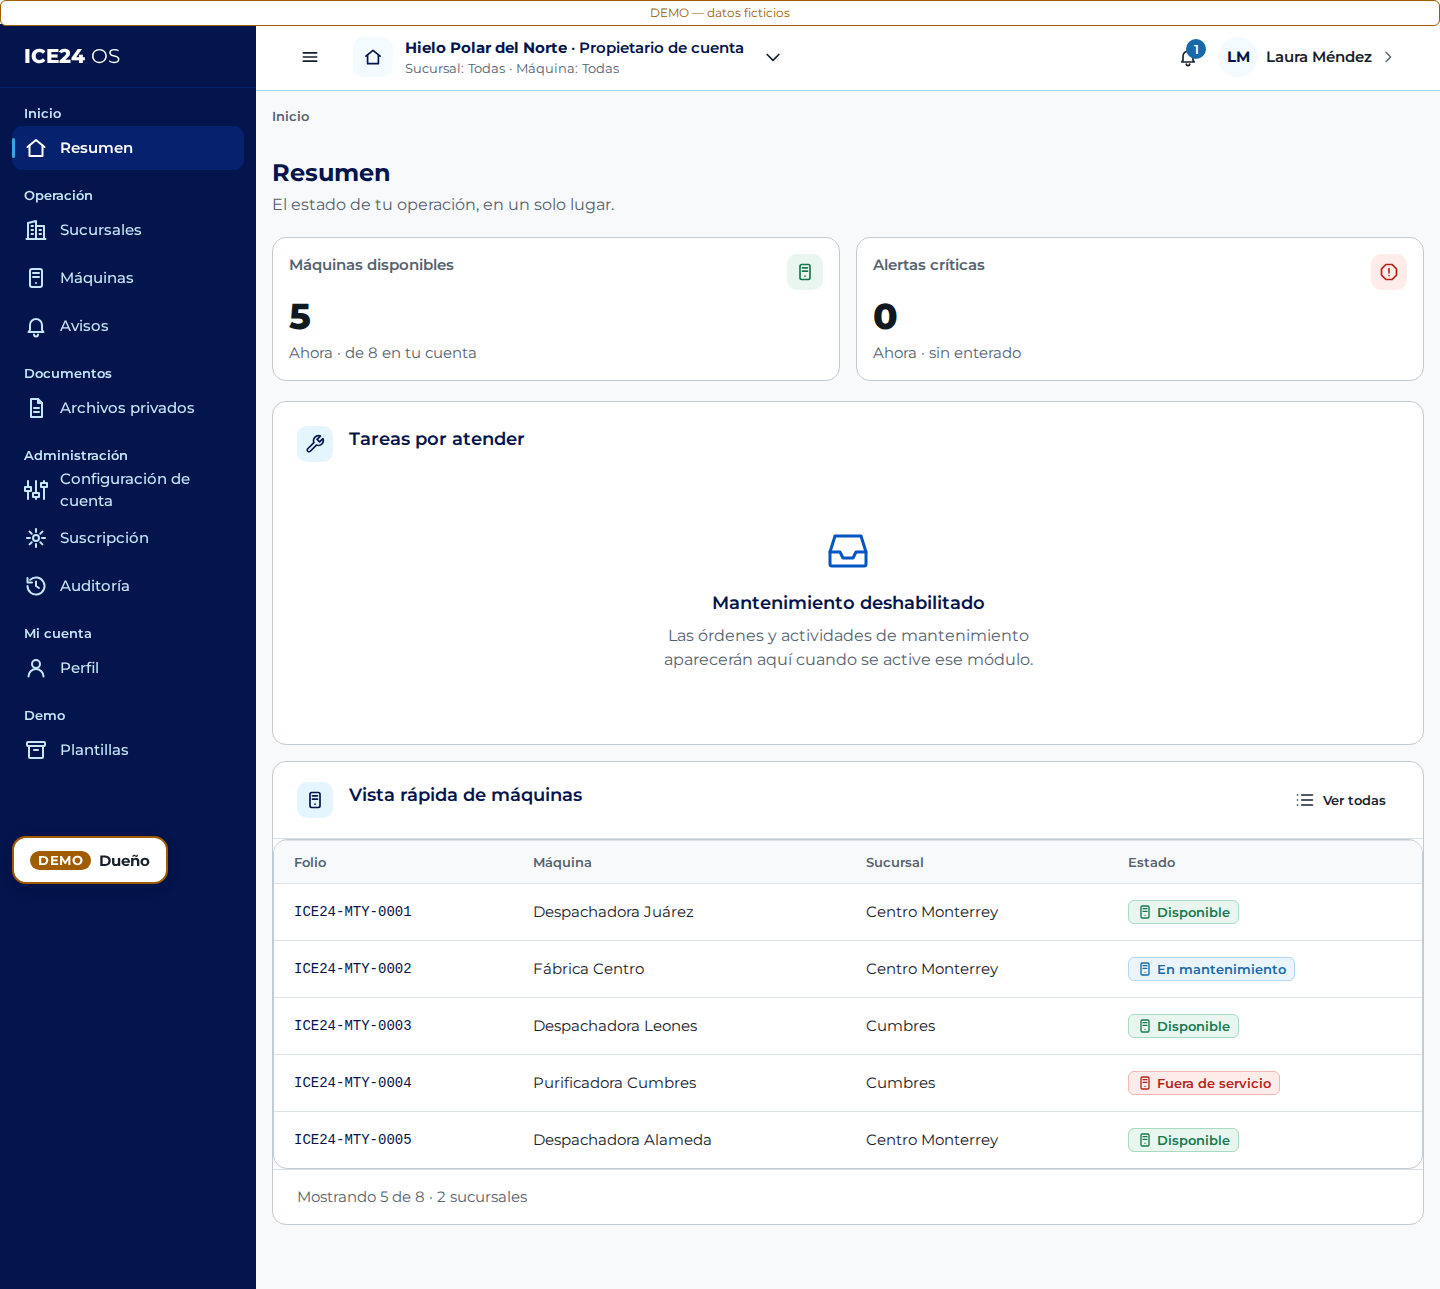 DEMO — datos ficticios
ICE24 OS
Inicio
Resumen
Operación
Sucursales
Máquinas
Avisos
Documentos
Archivos privados
Administración
Configuración de
cuenta
Suscripción
Auditoría
Mi cuenta
Perfil
Demo
Plantillas
DEMO Dueño
Hielo Polar del Norte · Propietario de cuenta
Sucursal: Todas · Máquina: Todas
1
LM Laura Méndez
Inicio
Resumen
El estado de tu operación, en un solo lugar.
Máquinas disponibles
5
Ahora · de 8 en tu cuenta
Alertas críticas
0
Ahora · sin enterado
Tareas por atender
Mantenimiento deshabilitado
Las órdenes y actividades de mantenimiento
aparecerán aquí cuando se active ese módulo.
Vista rápida de máquinas
Ver todas
Folio Máquina Sucursal Estado
ICE24-MTY-0001 Despachadora Juárez Centro Monterrey Disponible
ICE24-MTY-0002 Fábrica Centro Centro Monterrey En mantenimiento
ICE24-MTY-0003 Despachadora Leones Cumbres Disponible
ICE24-MTY-0004 Purificadora Cumbres Cumbres Fuera de servicio
ICE24-MTY-0005 Despachadora Alameda Centro Monterrey Disponible
Mostrando 5 de 8 · 2 sucursales